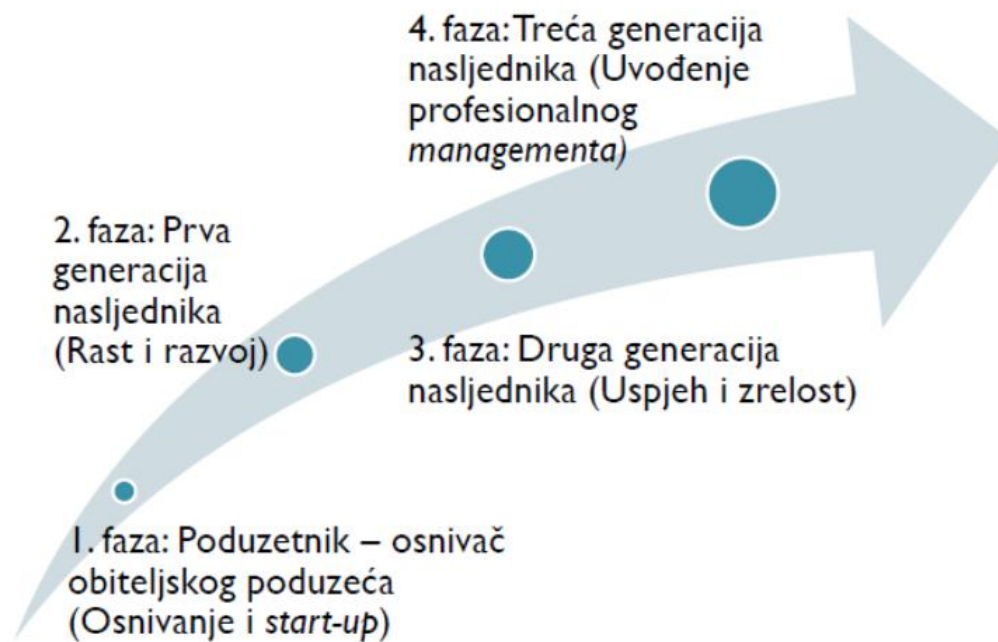 4. faza: Treća generacija
nasljednika (Uvođenje
profesionalnog
managementa)
2. faza: Prva
generacija
nasljednika
(Rast i razvoj)
3. faza: Druga generacija
nasljednika (Uspjeh i zrelost)
1. faza: Poduzetnik – osnivač
obiteljskog poduzeća
(Osnivanje i start-up)